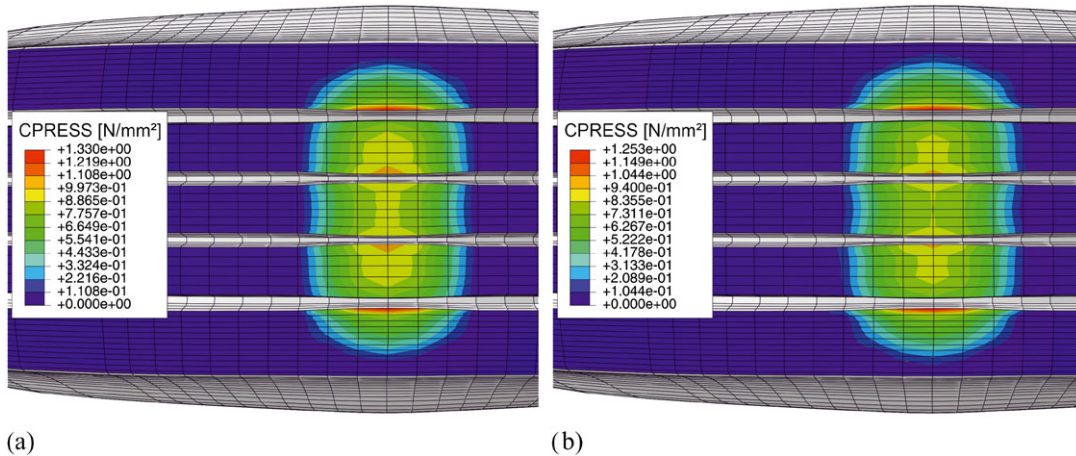 CPRESS [N/mm²]
+1.330e+00
+1.219e+00
+1.108e+00
+9.973e-01
+8.865e-01
+7.757e-01
+6.649e-01
+5.541e-01
+4.433e-01
+3.324e-01
+2.216e-01
+1.108e-01
+0.000e+00
CPRESS [N/mm²]
+1.253e+00
+1.149e+00
+1.044e+00
+9.400e-01
+8.355e-01
+7.311e-01
+6.267e-01
+5.222e-01
+4.178e-01
+3.133e-01
+2.089e-01
+1.044e-01
+0.000e+00
(a)
(b)